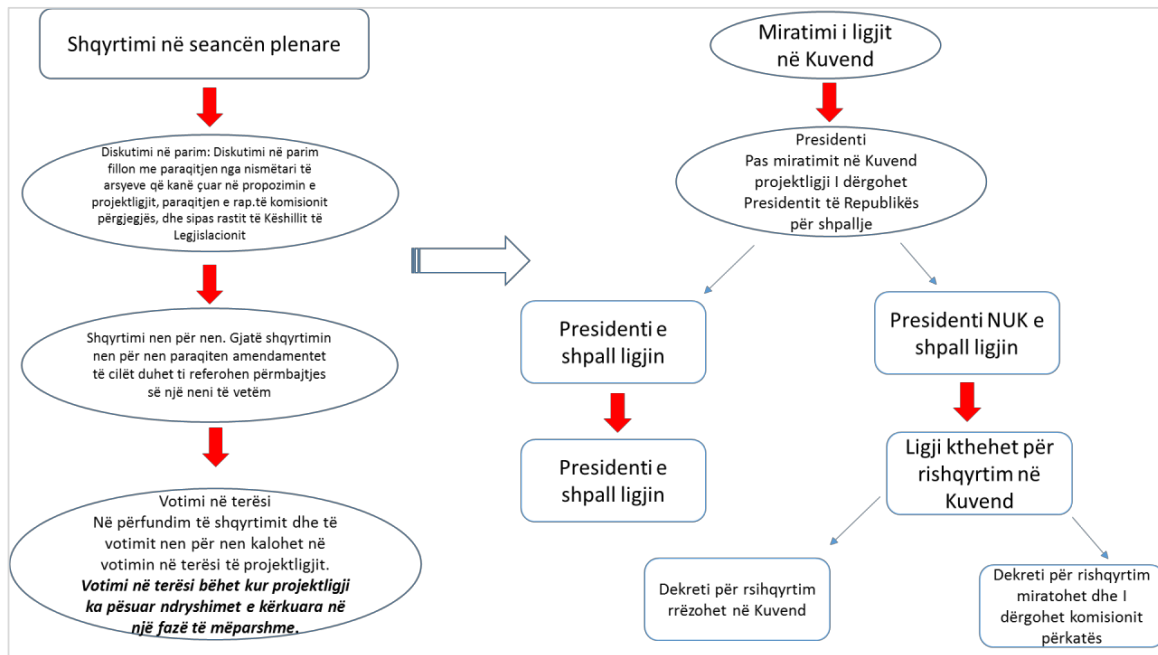 Shqyrtimi në seancën plenare
Diskutimi në parim: Diskutimi në parim
fillon me paraqitjen nga nismëtari të
arsyeve që kanë çuar në propozimin e
projektligjit, paraqitjen e rap.të komisionit
përgjegjës, dhe sipas rastit të Këshillit të
Legjislacionit
Shqyrtimi nen për nen. Gjatë shqyrtimin
nen për nen paraqiten amendamentet
të cilët duhet ti referohen përmbajtjes
së një neni të vetëm
Votimi në terësi
Në përfundim të shqyrtimit dhe të
votimit nen për nen kalohet në
votimin në terësi të projektligjit.
Votimi në terësi bëhet kur projektligji
ka pësuar ndryshimet e kërkuara në
një fazë të mëparshme.
Miratimi i ligjit
në Kuvend
Presidenti
Pas miratimit në Kuvend
projektligji I dërgohet
Presidentit të Republikës
për shpallje
Presidenti e
shpall ligjin
Presidenti NUK e
shpall ligjin
Presidenti e
shpall ligjin
Ligji kthehet për
rishqyrtim në
Kuvend
Dekreti për rsihqyrtim
rrëzohet në Kuvend
Dekreti për rishqyrtim
miratohet dhe I
dërgohet komisionit
përkatës